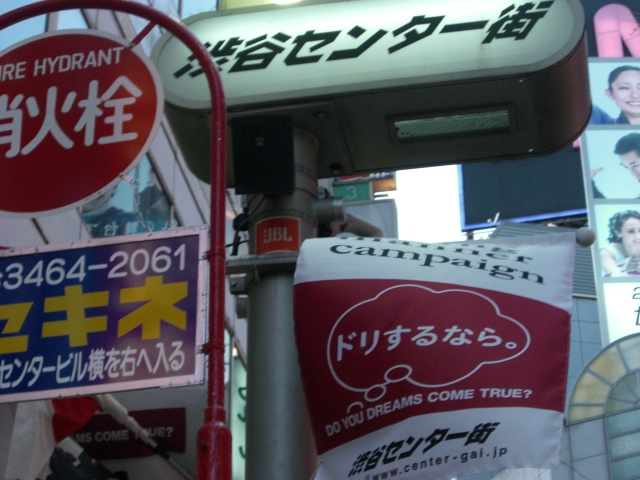 渋谷センター街
URE HYDRANT
消火栓
3464-2061
セキネ
センタービル横を右へ入る
JBL
campaign
ドリするなら。
DO YOU DREAMS COME TRUE?
渋谷センター街
www.center-gai.jp
AMS COME TRUE?
3